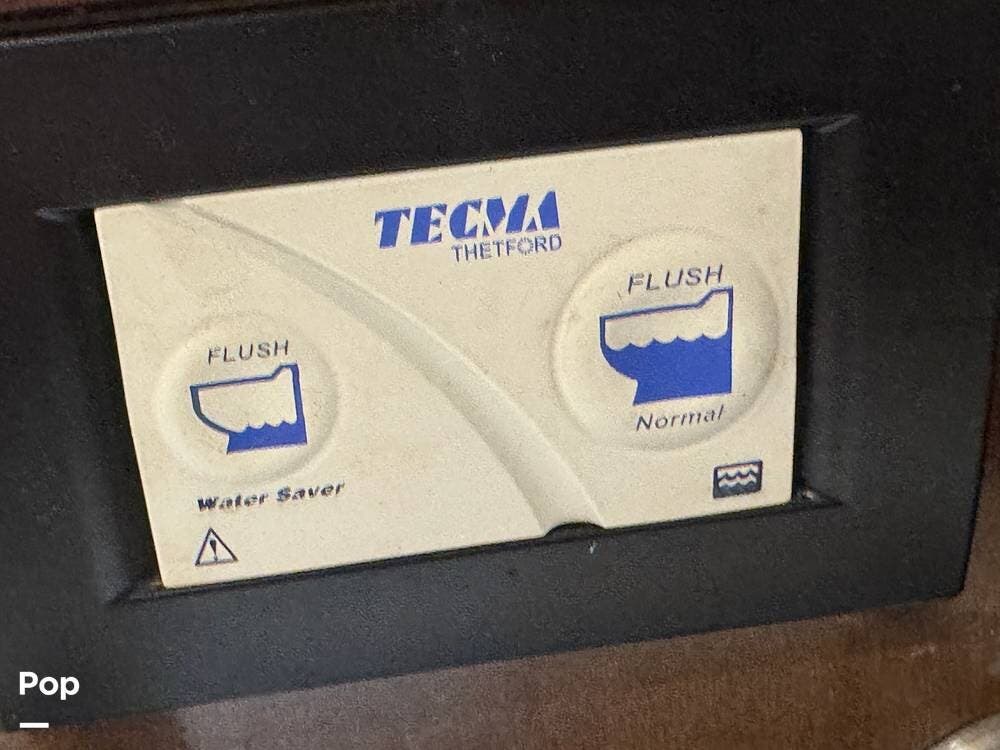 TECMA
THETFORD
FLUSH
Normal
FLUSH
Water Saver
Pop